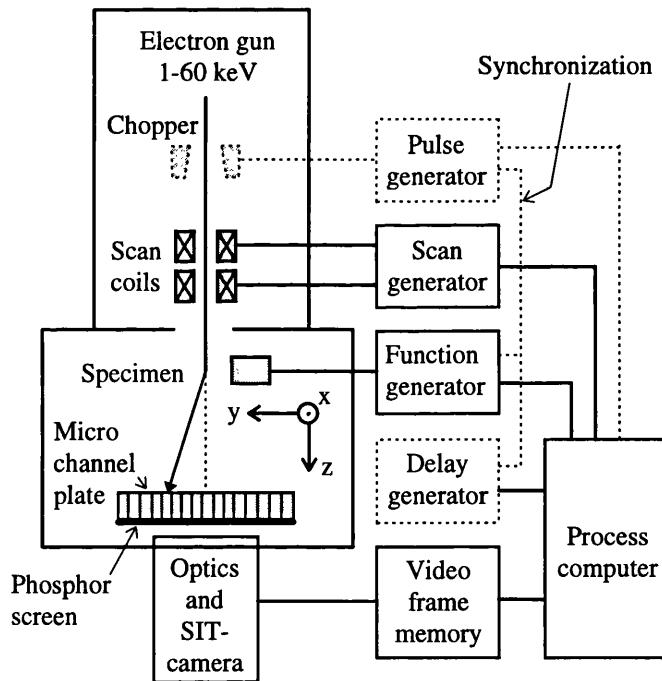 Electron gun
1-60 keV
Chopper
Synchronization
Pulse
generator
Scan
coils
Scan
generator
Specimen
Function
generator
x
y
z
Micro
channel
plate
Delay
generator
Process
computer
Phosphor
screen
Optics
and
SIT-
camera
Video
frame
memory